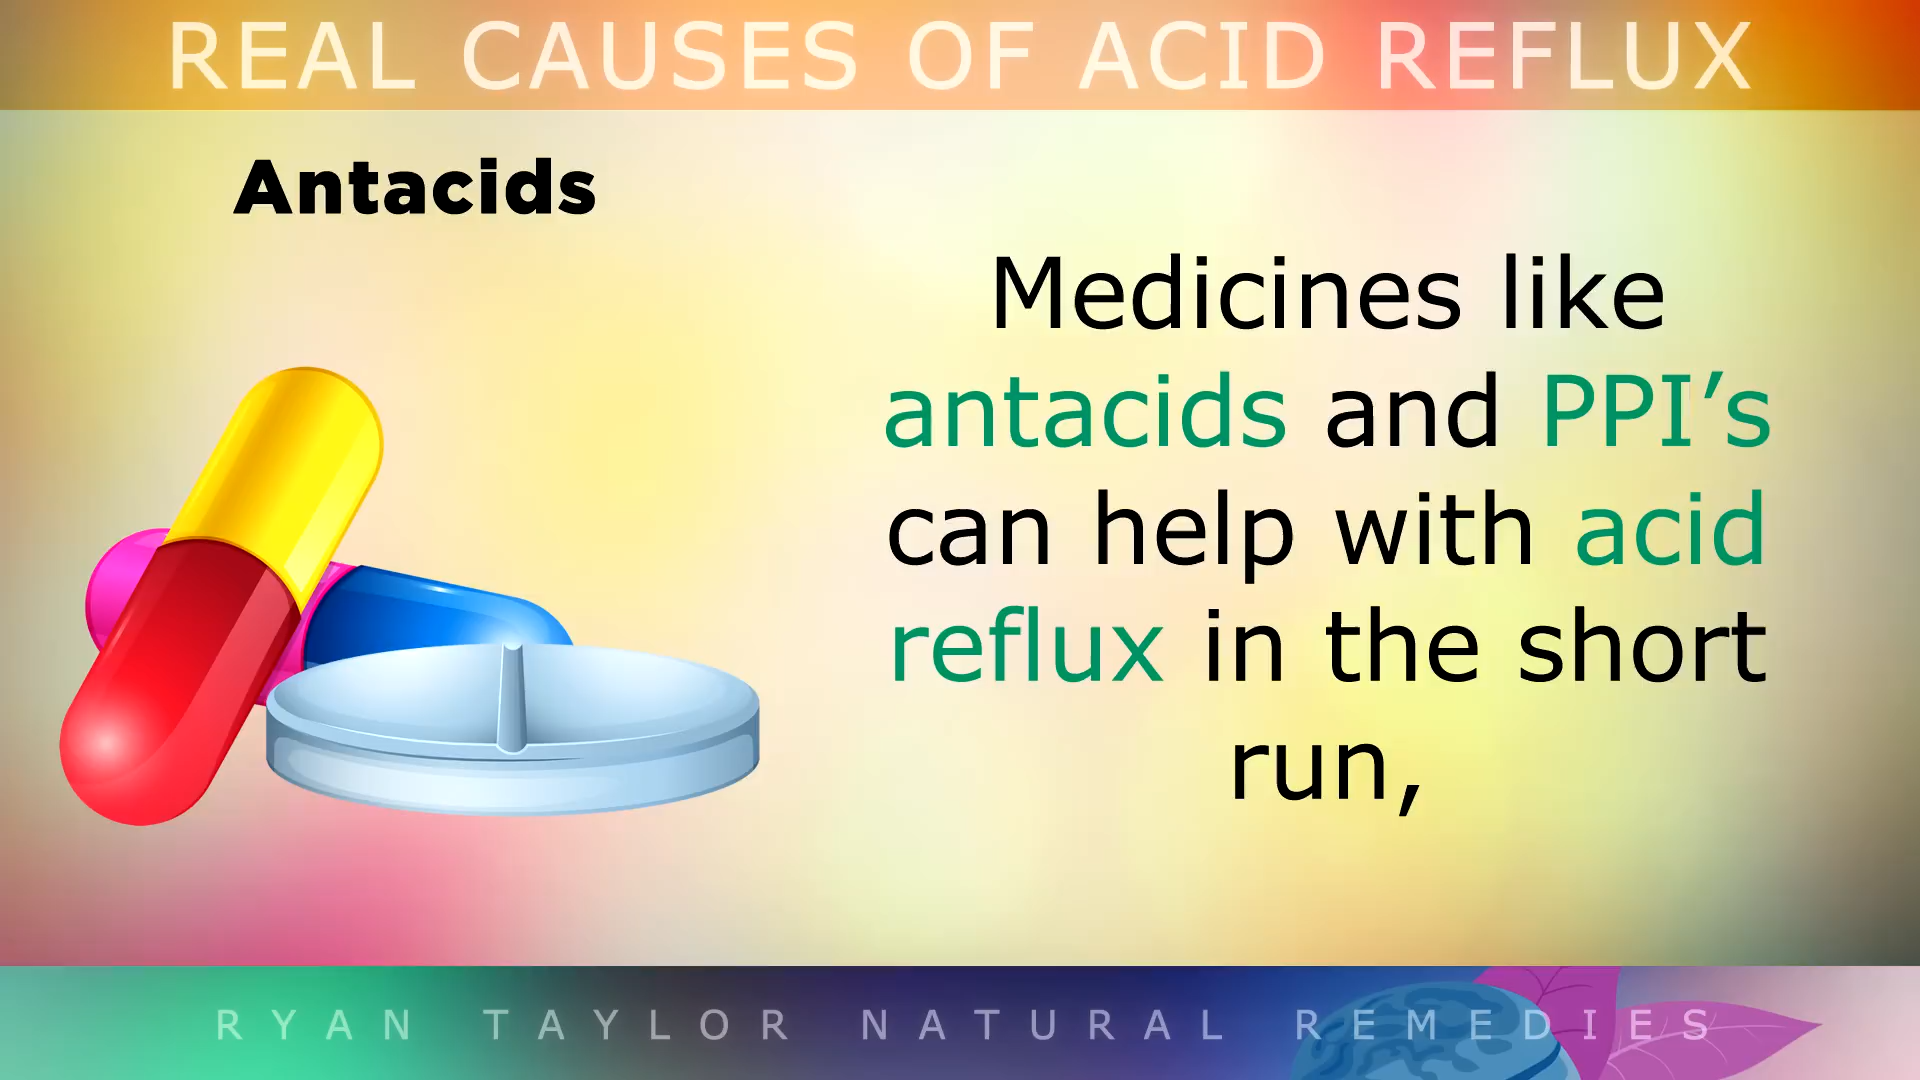 REAL CAUSES OF ACID REFLUX
Antacids
Medicines like
antacids and PPI’s
can help with acid
reflux in the short
run,
RYAN TAYLOR NATURAL REMEDIES